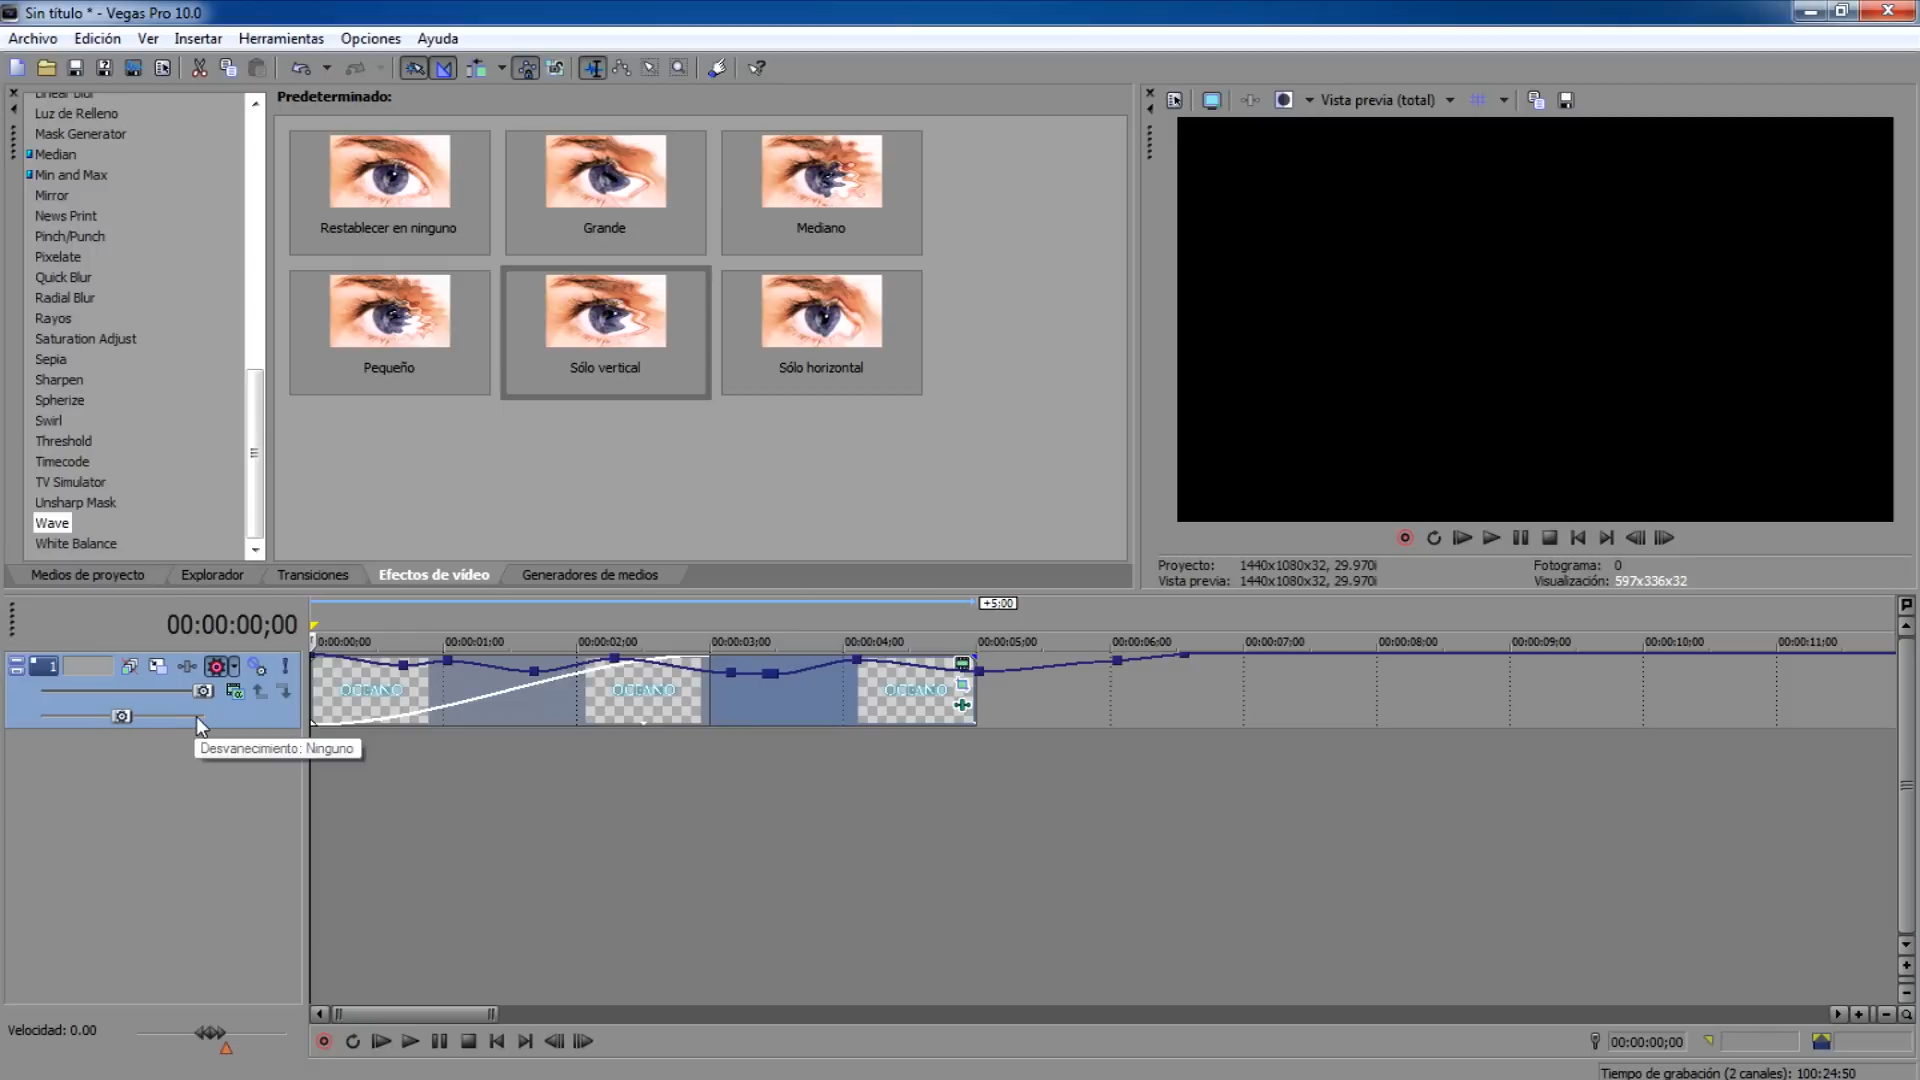 Sin título * - Vegas Pro 10.0
Archivo Edición Ver Insertar Herramientas Opciones Ayuda
Linear Blur
Luz de Relleno
Mask Generator
Median
Min and Max
Mirror
News Print
Pinch/Punch
Pixelate
Quick Blur
Radial Blur
Rayos
Saturation Adjust
Sepia
Sharpen
Spherize
Swirl
Threshold
Timecode
TV Simulator
Unsharp Mask
Wave
White Balance
Predeterminado:
Restablecer en ninguno
Grande
Mediano
Pequeño
Sólo vertical
Sólo horizontal
Vista previa (total)
Proyecto: 1440x1080x32, 29.970i
Vista previa: 1440x1080x32, 29.970i
Fotograma: 0
Visualización: 597x336x32
Medios de proyecto Explorador Transiciones Efectos de vídeo Generadores de medios
00:00:00;00
+5:00
0:00:00;00 00:00:01;00 00:00:02;00 00:00:03;00 00:00:04;00 00:00:05;00 00:00:06;00 00:00:07;00 00:00:08;00 00:00:09;00 00:00:10;00 00:00:11;00
1
OCEANO OCEANO OCEANO
Desvanecimiento: Ninguno
Velocidad: 0.00
00:00:00;00
Tiempo de grabación (2 canales): 100:24:50